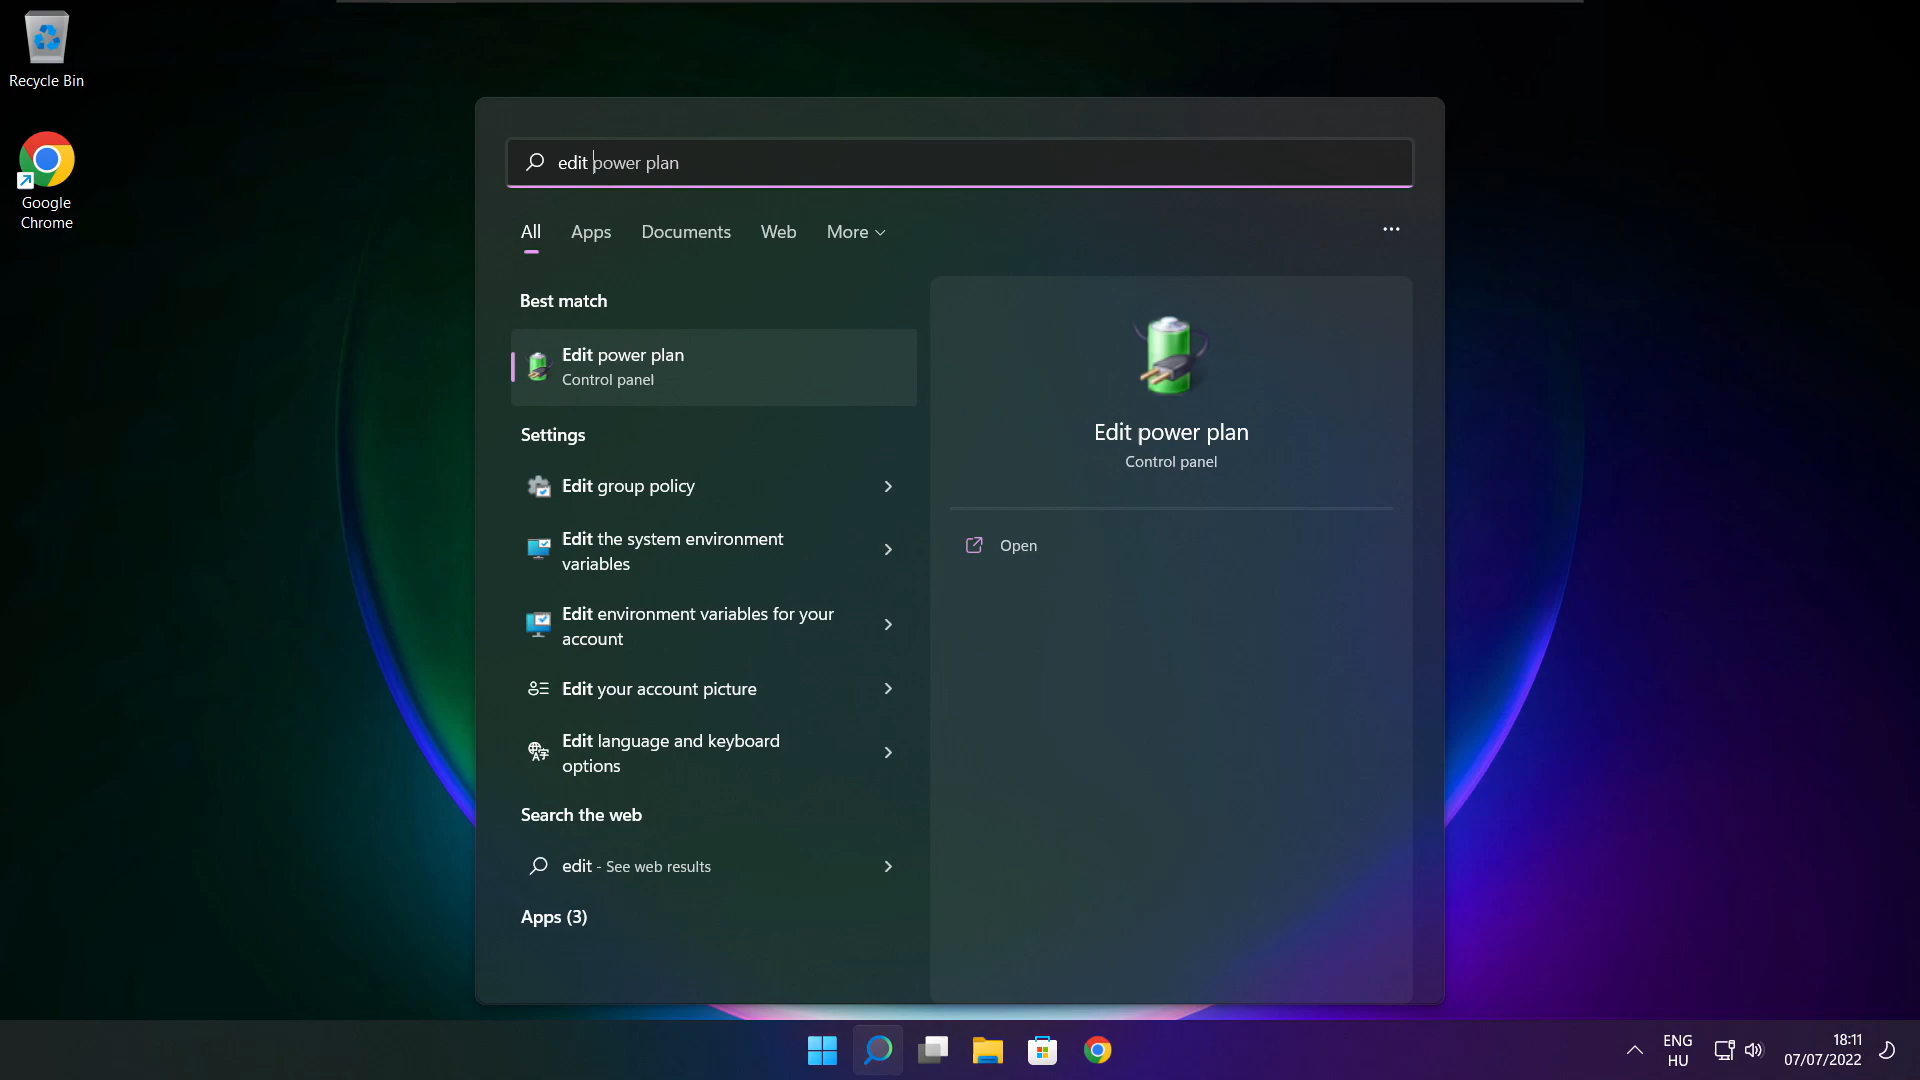 Recycle Bin
Google
Chrome
edit power plan
All Apps Documents Web More
Best match
Edit power plan
Control panel
Settings
Edit group policy
Edit the system environment
variables
Edit environment variables for your
account
Edit your account picture
Edit language and keyboard
options
Search the web
edit - See web results
Apps (3)
Edit power plan
Control panel
Open
ENG
HU
18:11
07/07/2022